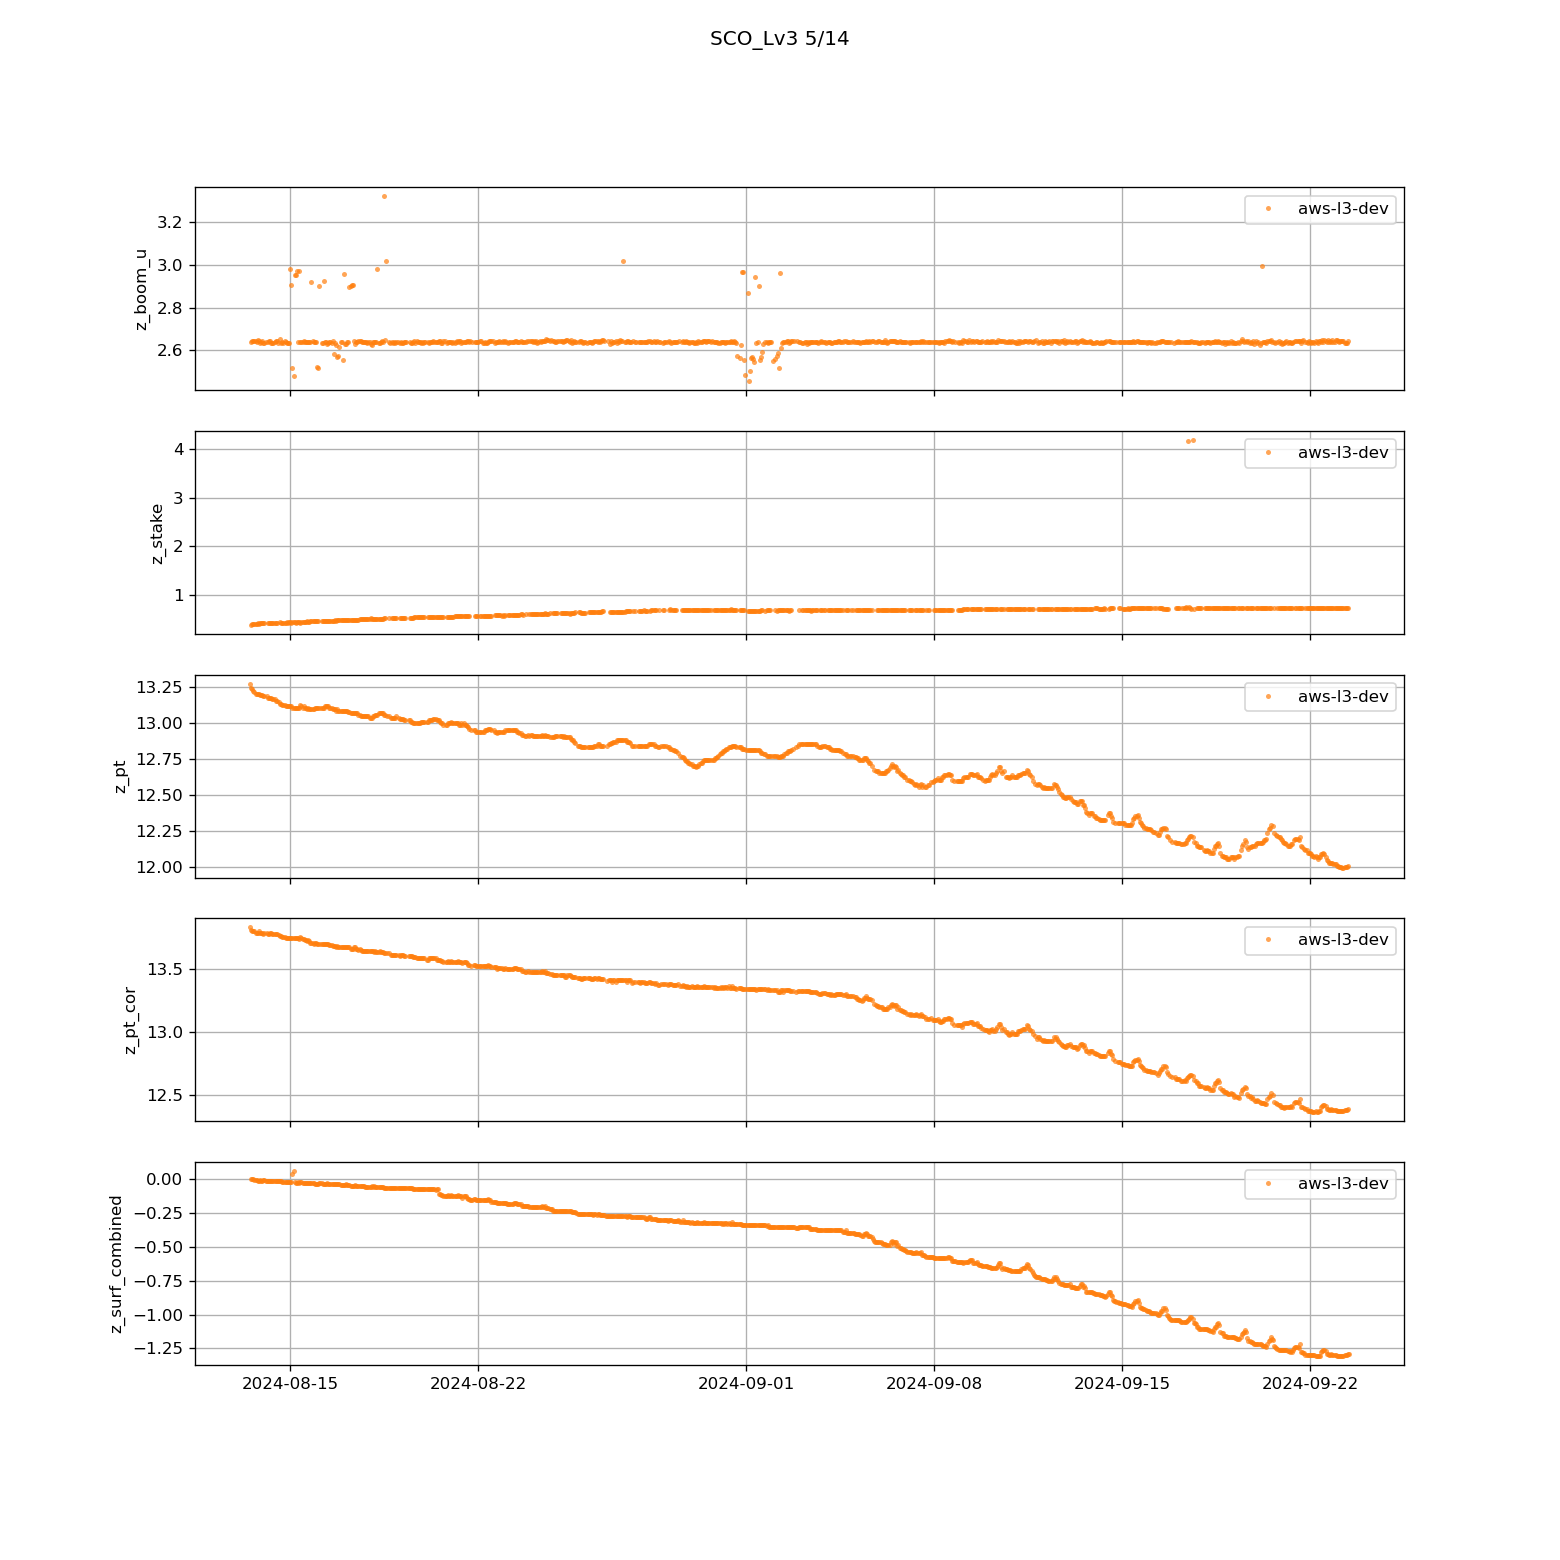 SCO_Lv3 5/14
z_boom_u
3.2
3.0
2.8
2.6
aws-l3-dev
z_stake
4
3
2
1
aws-l3-dev
z_pt
13.25
13.00
12.75
12.50
12.25
12.00
aws-l3-dev
z_pt_cor
13.5
13.0
12.5
aws-l3-dev
z_surf_combined
0.00
−0.25
−0.50
−0.75
−1.00
−1.25
aws-l3-dev
2024-08-15 2024-08-22 2024-09-01 2024-09-08 2024-09-15 2024-09-22